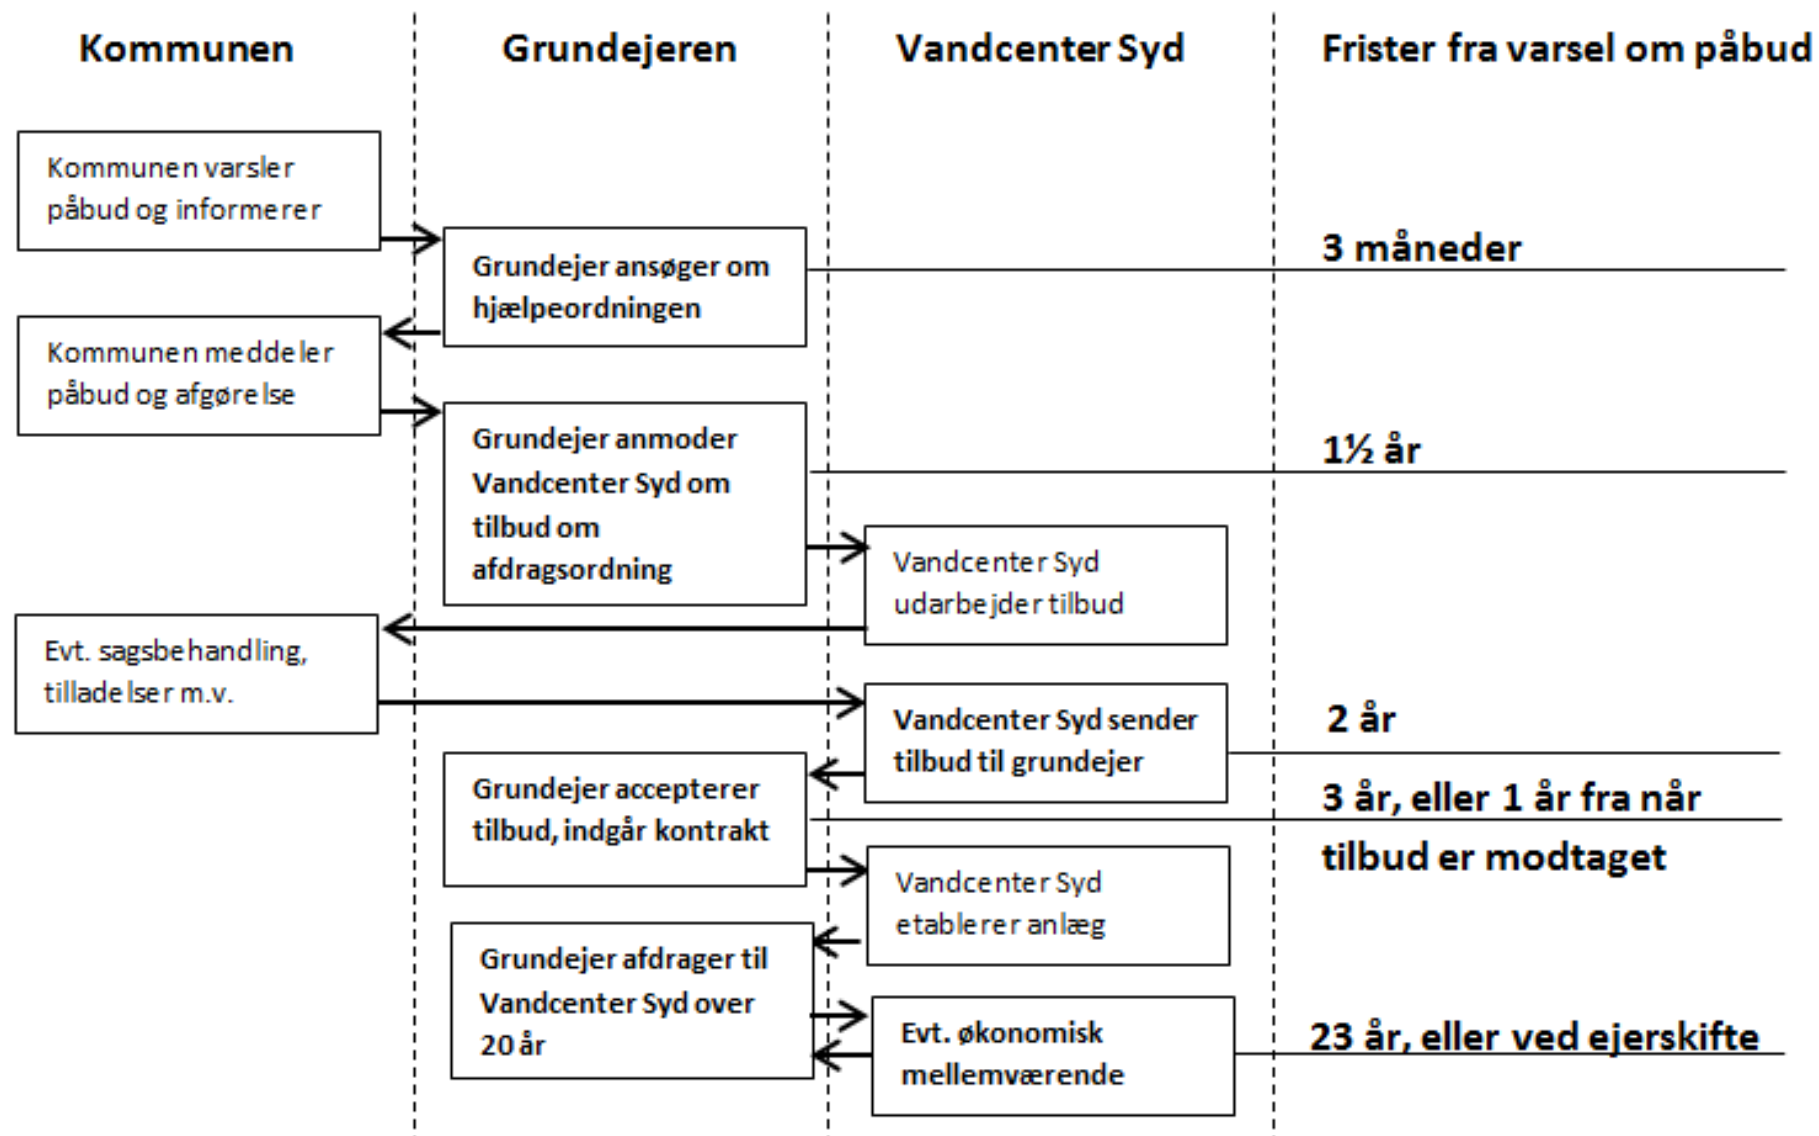 Kommunen
Grundejeren
Vandcenter Syd
Frister fra varsel om påbud
Kommunen varsler
påbud og informerer
Grundejer ansøger om
hjælpeordningen
3 måneder
Kommunen meddeler
påbud og afgørelse
Grundejer anmoder
Vandcenter Syd om
tilbud om
afdragsordning
1½ år
Vandcenter Syd
udarbejder tilbud
Evt. sagsbehandling,
tilladelser m.v.
Vandcenter Syd sender
tilbud til grundejer
2 år
Grundejer accepterer
tilbud, indgår kontrakt
3 år, eller 1 år fra når
tilbud er modtaget
Vandcenter Syd
etablerer anlæg
Grundejer afdrager til
Vandcenter Syd over
20 år
Evt. økonomisk
mellemværende
23 år, eller ved ejerskifte